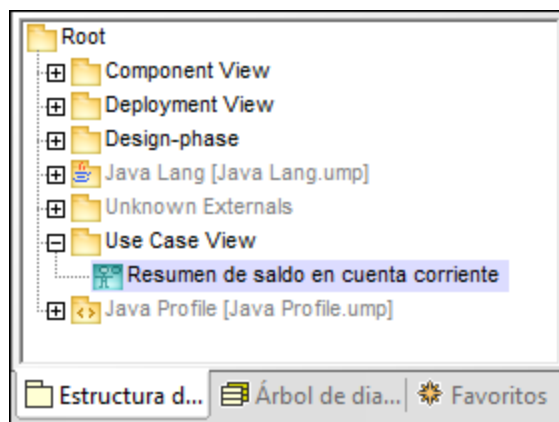 Root
Component View
Deployment View
Design-phase
Java Lang [Java Lang.ump]
Unknown Externals
Use Case View
Resumen de saldo en cuenta corriente
Java Profile [Java Profile.ump]
Estructura d... Árbol de dia... Favoritos